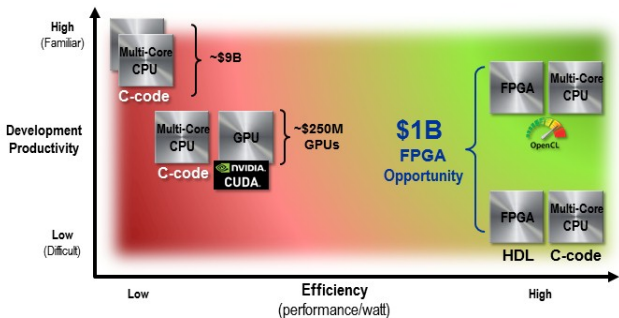 High
(Familiar)
Development
Productivity
Low
(Difficult)
Multi-Core
CPU
C-code
~$9B
Multi-Core
CPU
C-code
GPU
NVIDIA.
CUDA.
~$250M
GPUs
$1B
FPGA
Opportunity
FPGA
Multi-Core
CPU
OpenCL
FPGA
HDL
Multi-Core
CPU
C-code
Low
Efficiency
(performance/watt)
High